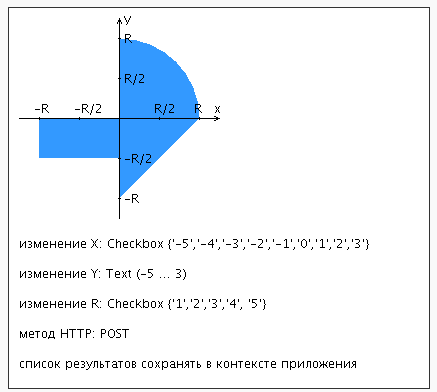 y
R
R/2
-R -R/2 R/2 R x
-R/2
-R
изменение X: Checkbox {'-5','-4','-3','-2','-1','0','1','2','3'}
изменение Y: Text (-5 ... 3)
изменение R: Checkbox {'1','2','3','4', '5'}
метод HTTP: POST
список результатов сохранять в контексте приложения